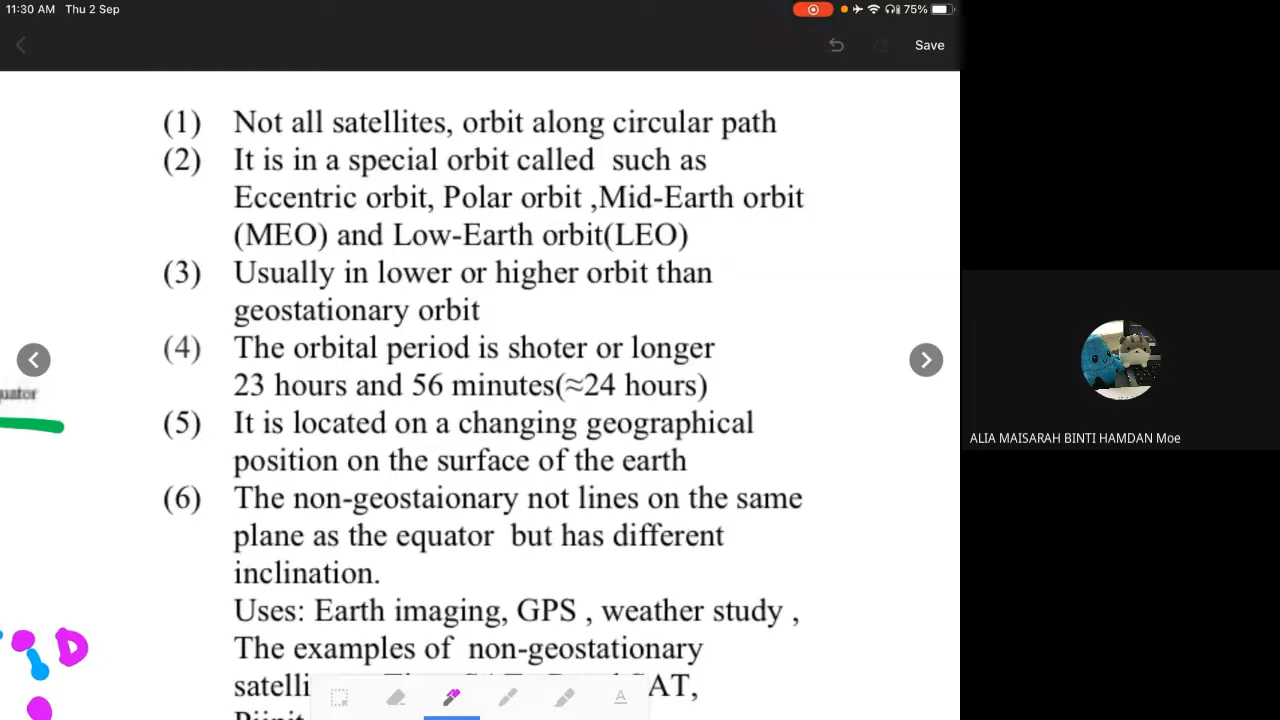 11:30 AM Thu 2 Sep
75%
Save
(1) Not all satellites, orbit along circular path
(2) It is in a special orbit called such as
Eccentric orbit, Polar orbit ,Mid-Earth orbit
(MEO) and Low-Earth orbit(LEO)
(3) Usually in lower or higher orbit than
geostationary orbit
(4) The orbital period is shoter or longer
23 hours and 56 minutes(≈24 hours)
uator
(5) It is located on a changing geographical
position on the surface of the earth
ALIA MAISARAH BINTI HAMDAN Moe
(6) The non-geostaionary not lines on the same
plane as the equator but has different
inclination.
Uses: Earth imaging, GPS , weather study ,
D
The examples of non-geostationary
satelli AT,
A